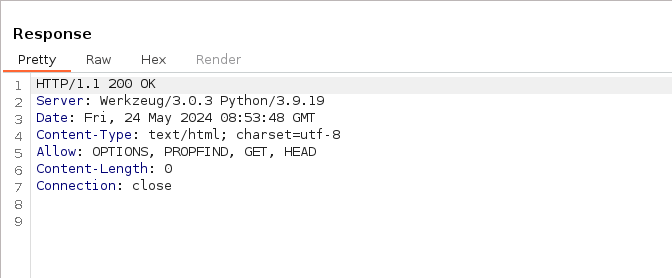 Response
Pretty Raw Hex Render
1 HTTP/1.1 200 OK
2 Server: Werkzeug/3.0.3 Python/3.9.19
3 Date: Fri, 24 May 2024 08:53:48 GMT
4 Content-Type: text/html; charset=utf-8
5 Allow: OPTIONS, PROPFIND, GET, HEAD
6 Content-Length: 0
7 Connection: close
8
9